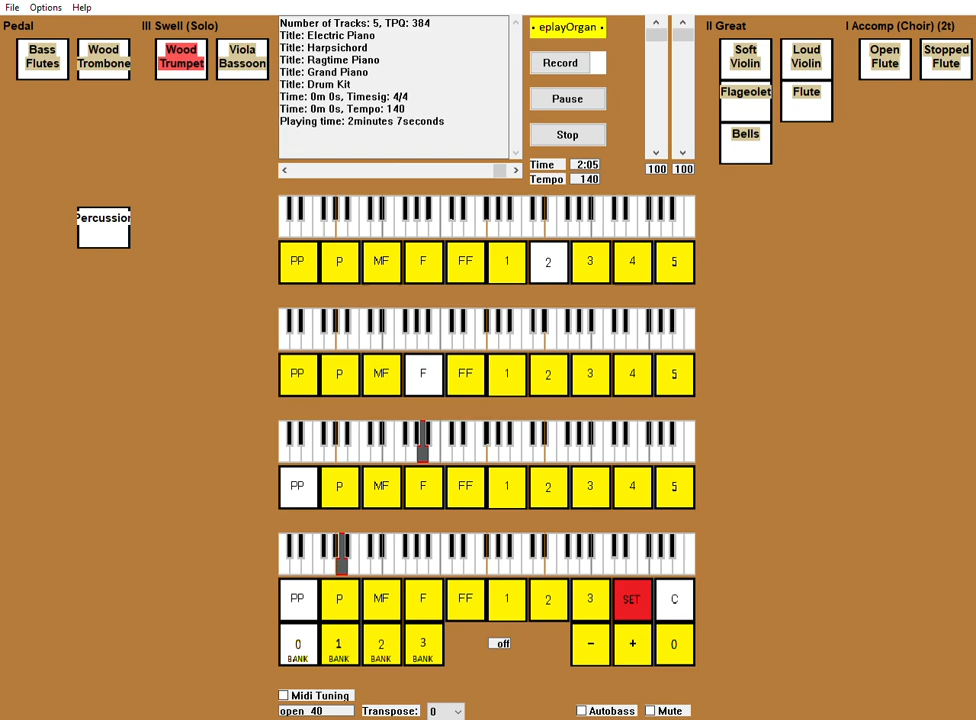 File Options Help
Pedal
III Swell (Solo)
II Great
I Accomp (Choir) (2t)
Bass
Flutes
Wood
Trombone
Wood
Trumpet
Viola
Bassoon
Percussion
Number of Tracks: 5, TPQ: 384
Title: Electric Piano
Title: Harpsichord
Title: Ragtime Piano
Title: Grand Piano
Title: Drum Kit
Time: 0m 0s, Timesig: 4/4
Time: 0m 0s, Tempo: 140
Playing time: 2minutes 7seconds
• eplayOrgan •
Record
Pause
Stop
Time 2:05
Tempo 140
100 100
Soft
Violin
Loud
Violin
Flageolet
Flute
Bells
Open
Flute
Stopped
Flute
PP P MF F FF 1 2 3 4 5
PP P MF F FF 1 2 3 4 5
PP P MF F FF 1 2 3 4 5
PP P MF F FF 1 2 3 SET C
0 BANK 1 BANK 2 BANK 3 BANK off - + 0
Midi Tuning
open 40 Transpose: 0 Autobass Mute